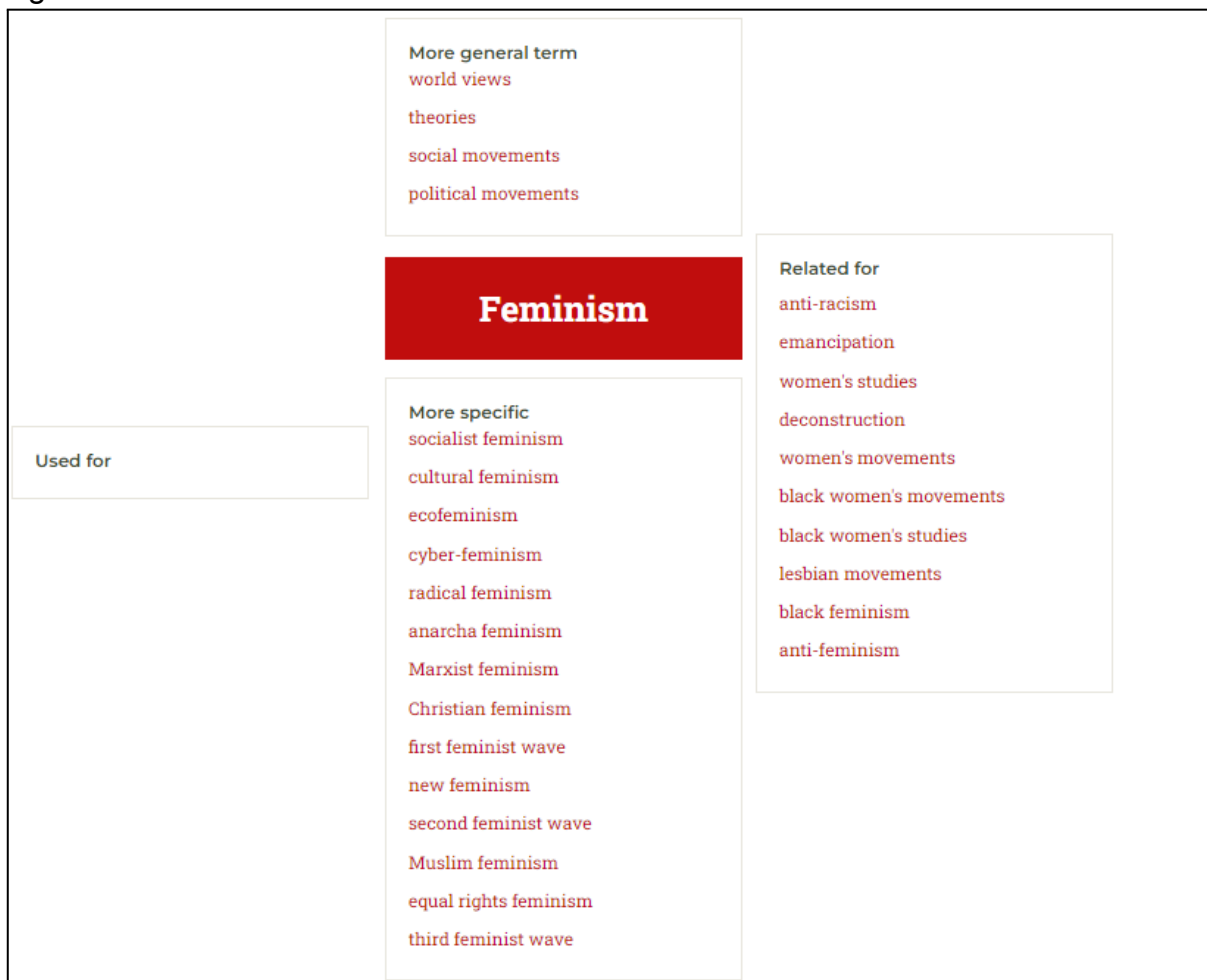 More general term
world views
theories
social movements
political movements
Feminism
Used for
More specific
socialist feminism
cultural feminism
ecofeminism
cyber-feminism
radical feminism
anarcha feminism
Marxist feminism
Christian feminism
first feminist wave
new feminism
second feminist wave
Muslim feminism
equal rights feminism
third feminist wave
Related for
anti-racism
emancipation
women's studies
deconstruction
women's movements
black women's movements
black women's studies
lesbian movements
black feminism
anti-feminism